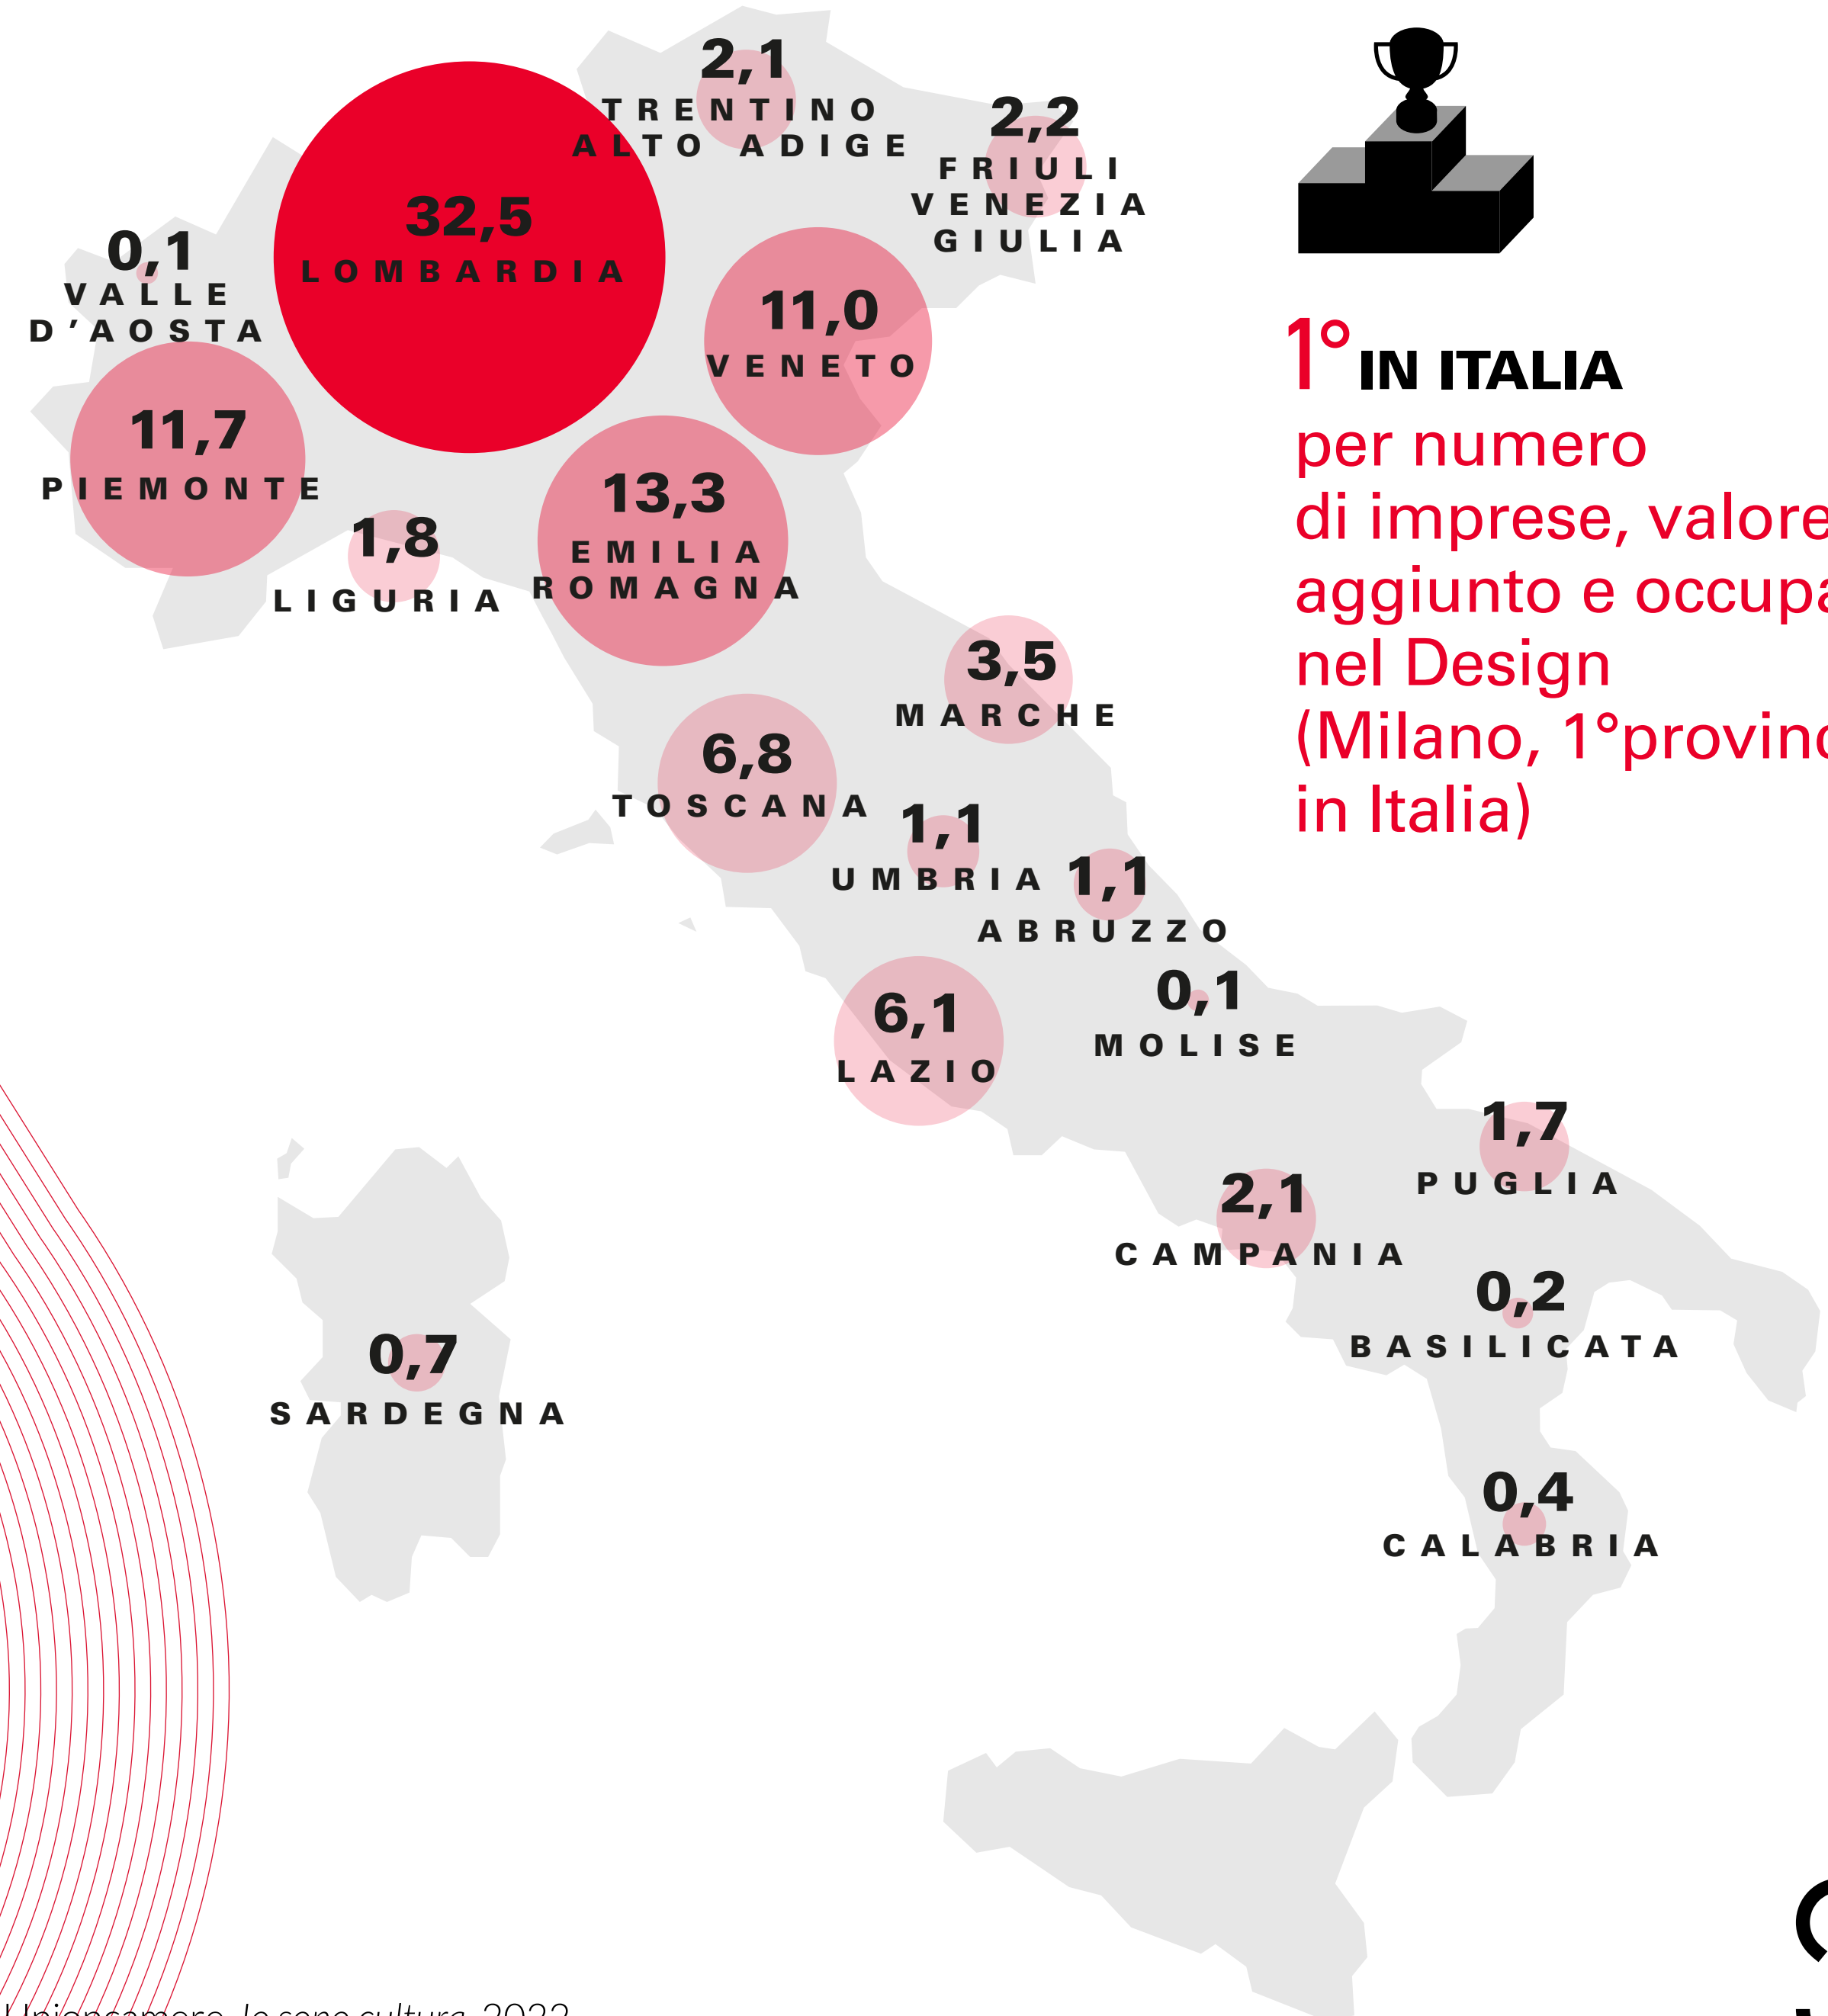 2,1
TRENTINO
ALTO ADIGE
2,2
FRIULI
VENEZIA
GIULIA
32,5
LOMBARDIA
0,1
VALLE
D’AOSTA
11,0
VENETO
11,7
PIEMONTE
13,3
EMILIA
ROMAGNA
1,8
LIGURIA
3,5
MARCHE
6,8
TOSCANA
1,1
UMBRIA
1,1
ABRUZZO
6,1
LAZIO
0,1
MOLISE
1,7
PUGLIA
2,1
CAMPANIA
0,2
BASILICATA
0,7
SARDEGNA
0,4
CALABRIA
1° IN ITALIA
per numero
di imprese, valore
aggiunto e occupa
nel Design
(Milano, 1°provinc
in Italia)